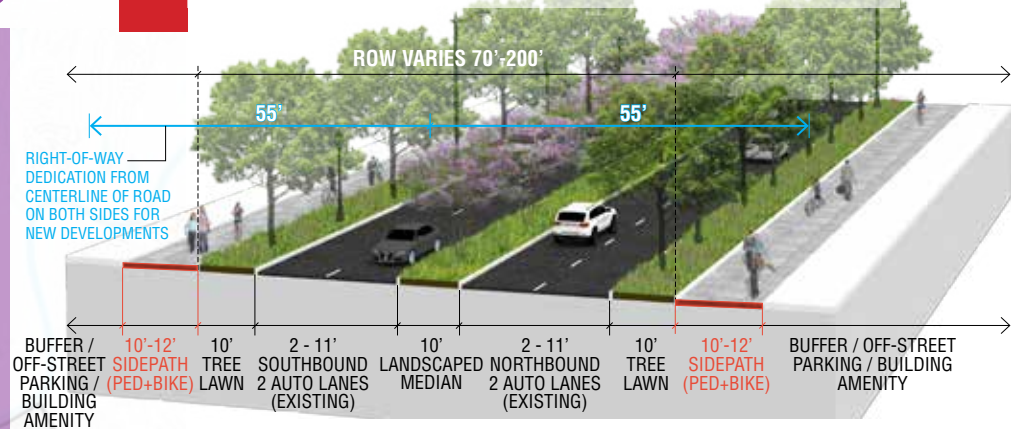 ROW VARIES 70'-200'
55'
55'
RIGHT-OF-WAY
DEDICATION FROM
CENTERLINE OF ROAD
ON BOTH SIDES FOR
NEW DEVELOPMENTS
BUFFER /
OFF-STREET
PARKING /
BUILDING
AMENITY
10'-12'
SIDEPATH
(PED+BIKE)
10'
TREE
LAWN
2 - 11'
SOUTHBOUND
2 AUTO LANES
(EXISTING)
10'
LANDSCAPED
MEDIAN
2 - 11'
NORTHBOUND
2 AUTO LANES
(EXISTING)
10'
TREE
LAWN
10'-12'
SIDEPATH
(PED+BIKE)
BUFFER / OFF-STREET
PARKING / BUILDING
AMENITY